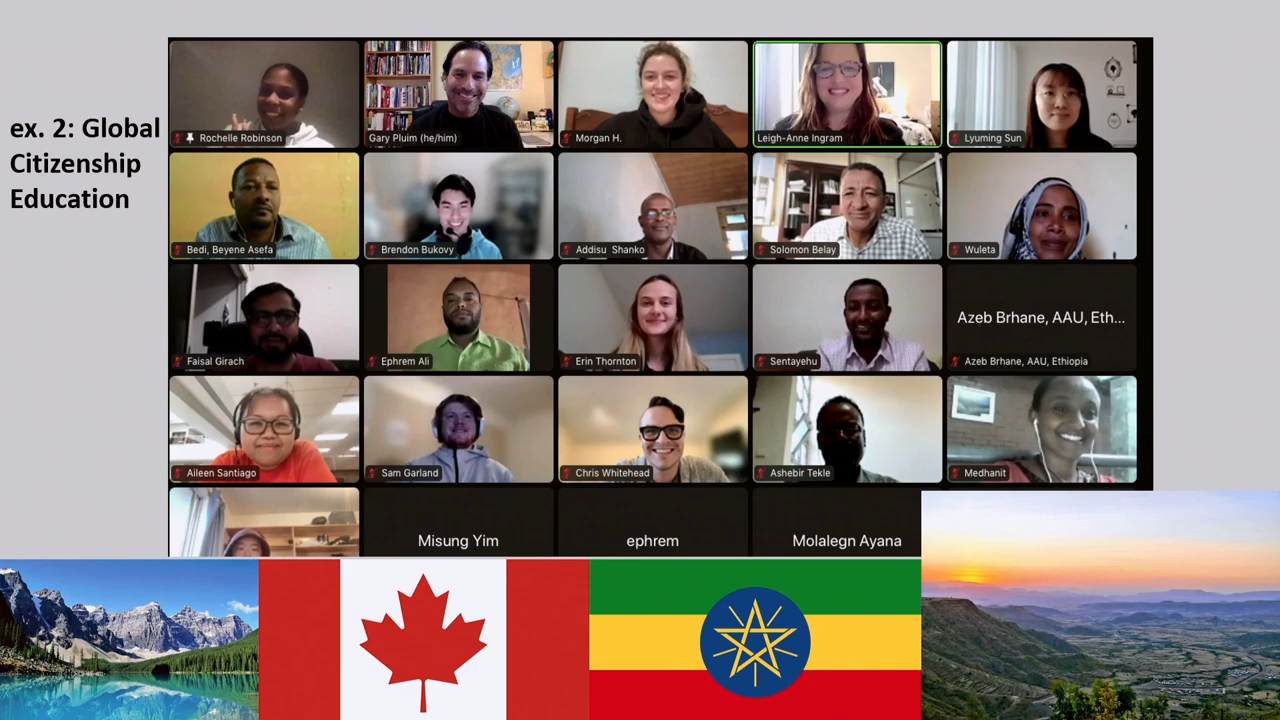 ex. 2: Global
Citizenship
Education
Rochelle Robinson
Gary Pluim (he/him)
Morgan H.
Leigh-Anne Ingram
Lyuming Sun
Bedi, Beyene Asefa
Brendon Bukovy
Addisu Shanko
Solomon Belay
Wuleta
Faisal Girach
Ephrem Ali
Erin Thornton
Sentayehu
Azeb Brhane, AAU, Eth...
Azeb Brhane, AAU, Ethiopia
Aileen Santiago
Sam Garland
Chris Whitehead
Ashebir Tekle
Medhanit
Misung Yim
ephrem
Molalegn Ayana